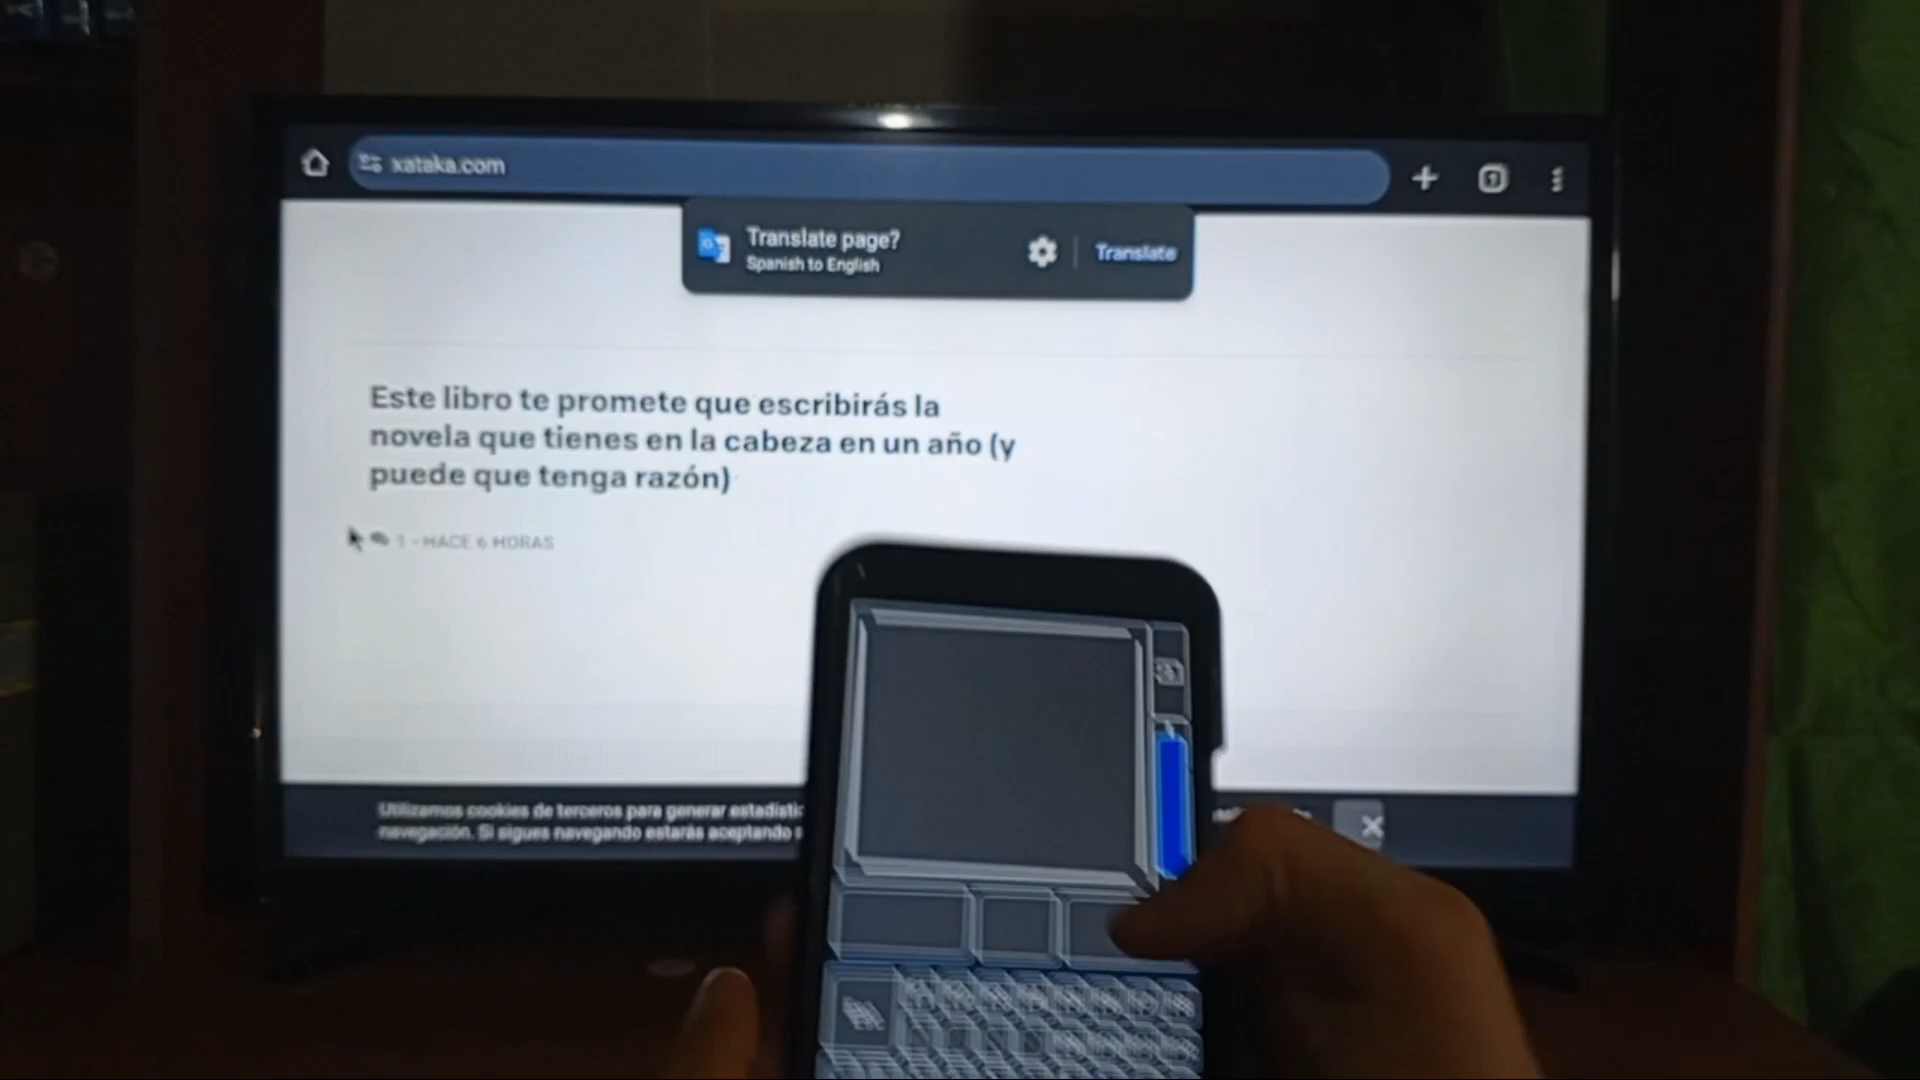 xataka.com
Translate page?
Spanish to English
Translate
Este libro te promete que escribirás la
novela que tienes en la cabeza en un año (y
puede que tenga razón)
1 - HACE 6 HORAS
Utilizamos cookies de terceros para generar
navegación. Si sigues navegando estarás aceptando